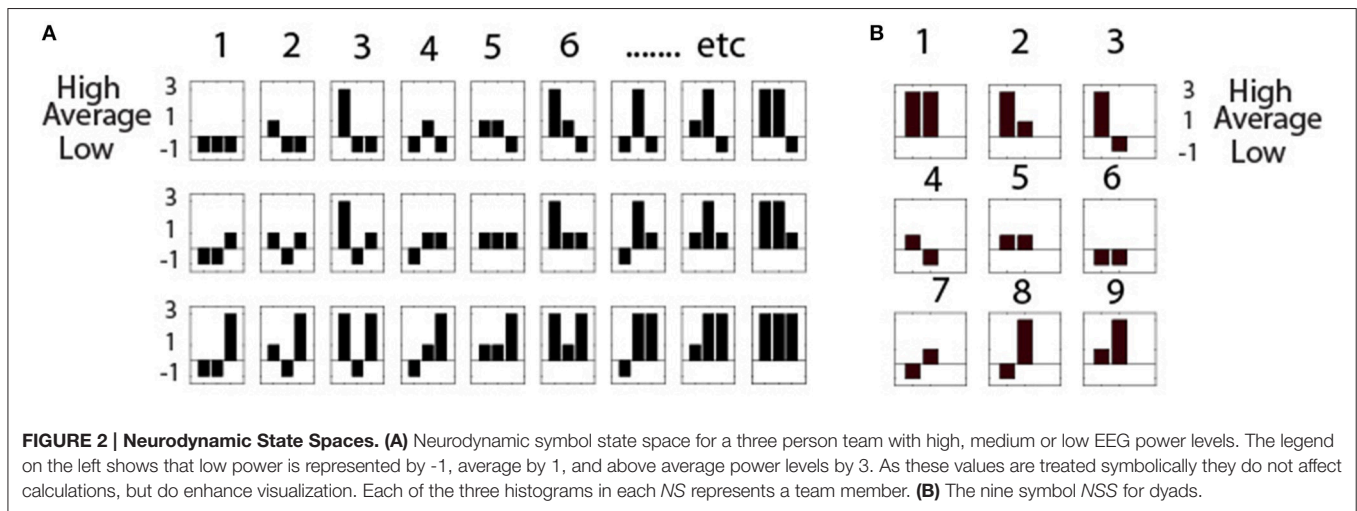 A
1 2 3 4 5 6 ....... etc
High
Average
Low
3
1
-1
3
1
-1
3
1
-1
B
1 2 3
3
1
-1
High
Average
Low
4 5 6
7 8 9
FIGURE 2 | Neurodynamic State Spaces. (A) Neurodynamic symbol state space for a three person team with high, medium or low EEG power levels. The legend
on the left shows that low power is represented by -1, average by 1, and above average power levels by 3. As these values are treated symbolically they do not affect
calculations, but do enhance visualization. Each of the three histograms in each NS represents a team member. (B) The nine symbol NSS for dyads.